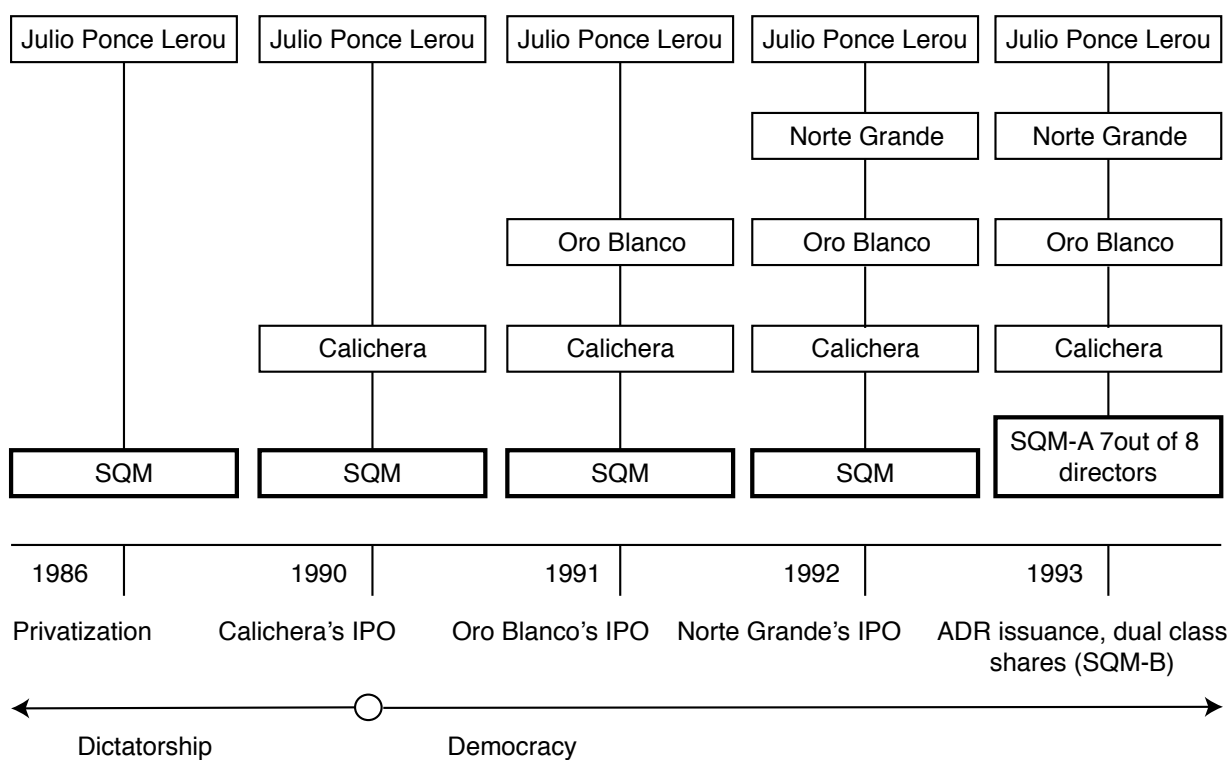 Julio Ponce Lerou
Julio Ponce Lerou
Julio Ponce Lerou
Julio Ponce Lerou
Julio Ponce Lerou
Norte Grande
Norte Grande
Oro Blanco
Oro Blanco
Oro Blanco
Calichera
Calichera
Calichera
Calichera
SQM
SQM
SQM
SQM
SQM-A 7out of 8
directors
1986
1990
1991
1992
1993
Privatization
Calichera’s IPO
Oro Blanco’s IPO
Norte Grande’s IPO
ADR issuance, dual class
shares (SQM-B)
Dictatorship
Democracy